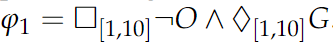 φ₁ = □[1,10]¬O ∧ ◊[1,10]G